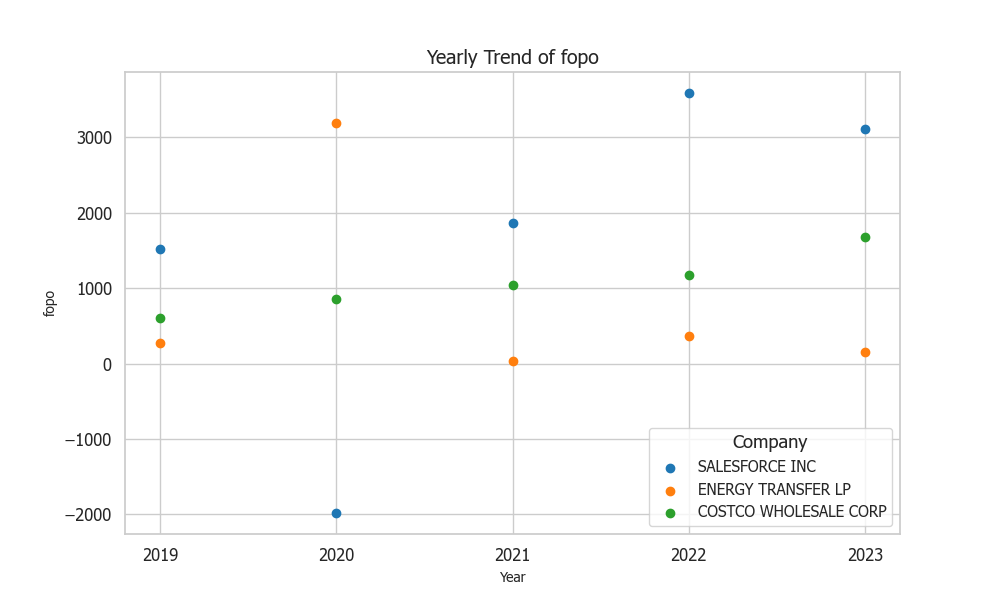 Yearly Trend of fopo
fopo
3000
2000
1000
0
−1000
−2000
2019
2020
2021
2022
2023
Year
Company
SALESFORCE INC
ENERGY TRANSFER LP
COSTCO WHOLESALE CORP